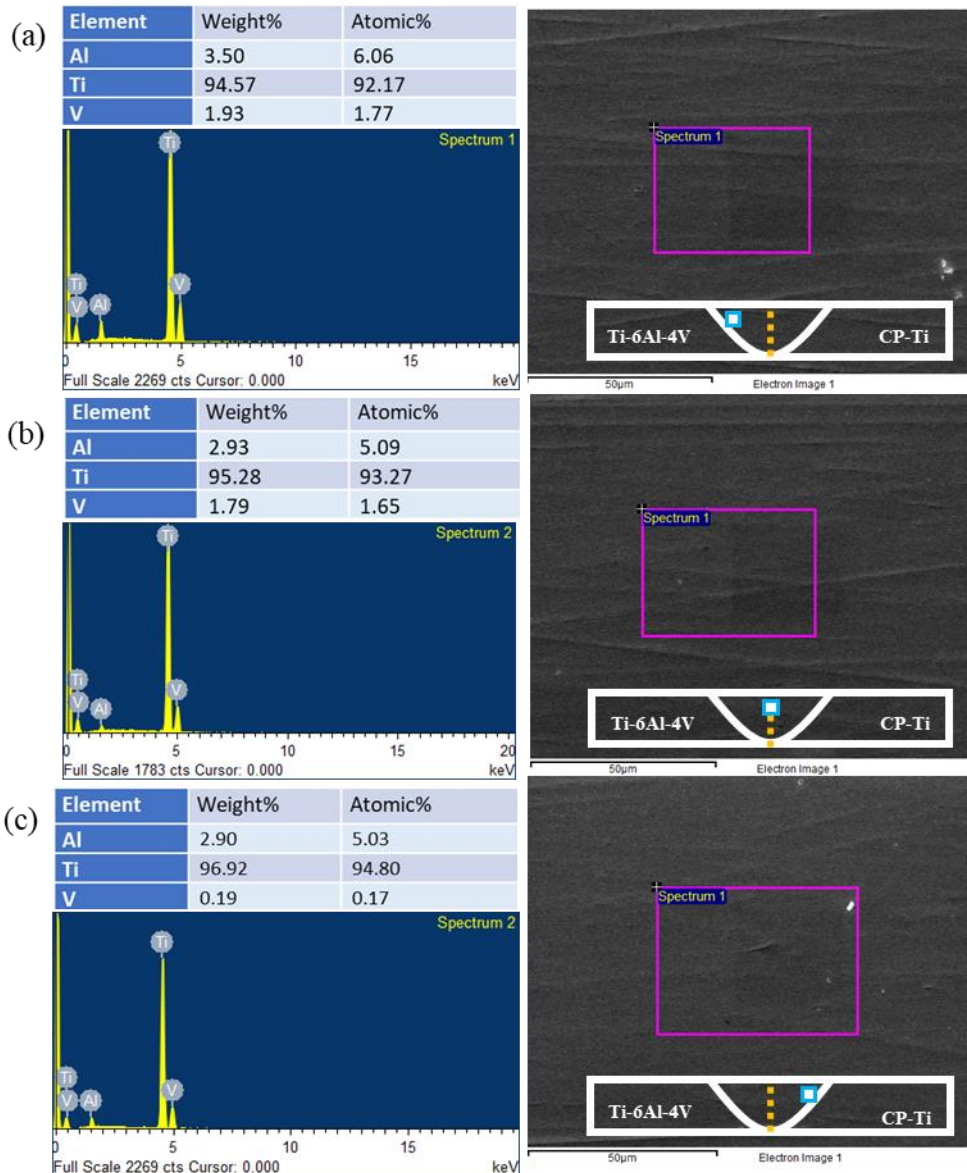 (a)
Element Weight% Atomic%
Al 3.50 6.06
Ti 94.57 92.17
V 1.93 1.77
Spectrum 1
Ti
Ti
V
V
Al
0 5 10 15 20
Full Scale 2269 cts Cursor: 0.000 keV
Spectrum 1
Ti-6Al-4V CP-Ti
50µm Electron Image 1
(b)
Element Weight% Atomic%
Al 2.93 5.09
Ti 95.28 93.27
V 1.79 1.65
Spectrum 2
Ti
Ti
V
V
Al
0 5 10 15 20
Full Scale 1783 cts Cursor: 0.000 keV
Spectrum 1
Ti-6Al-4V CP-Ti
50µm Electron Image 1
(c)
Element Weight% Atomic%
Al 2.90 5.03
Ti 96.92 94.80
V 0.19 0.17
Spectrum 2
Ti
Ti
V
V
Al
0 5 10 15
Full Scale 2269 cts Cursor: 0.000 keV
Spectrum 1
Ti-6Al-4V CP-Ti
50µm Electron Image 1